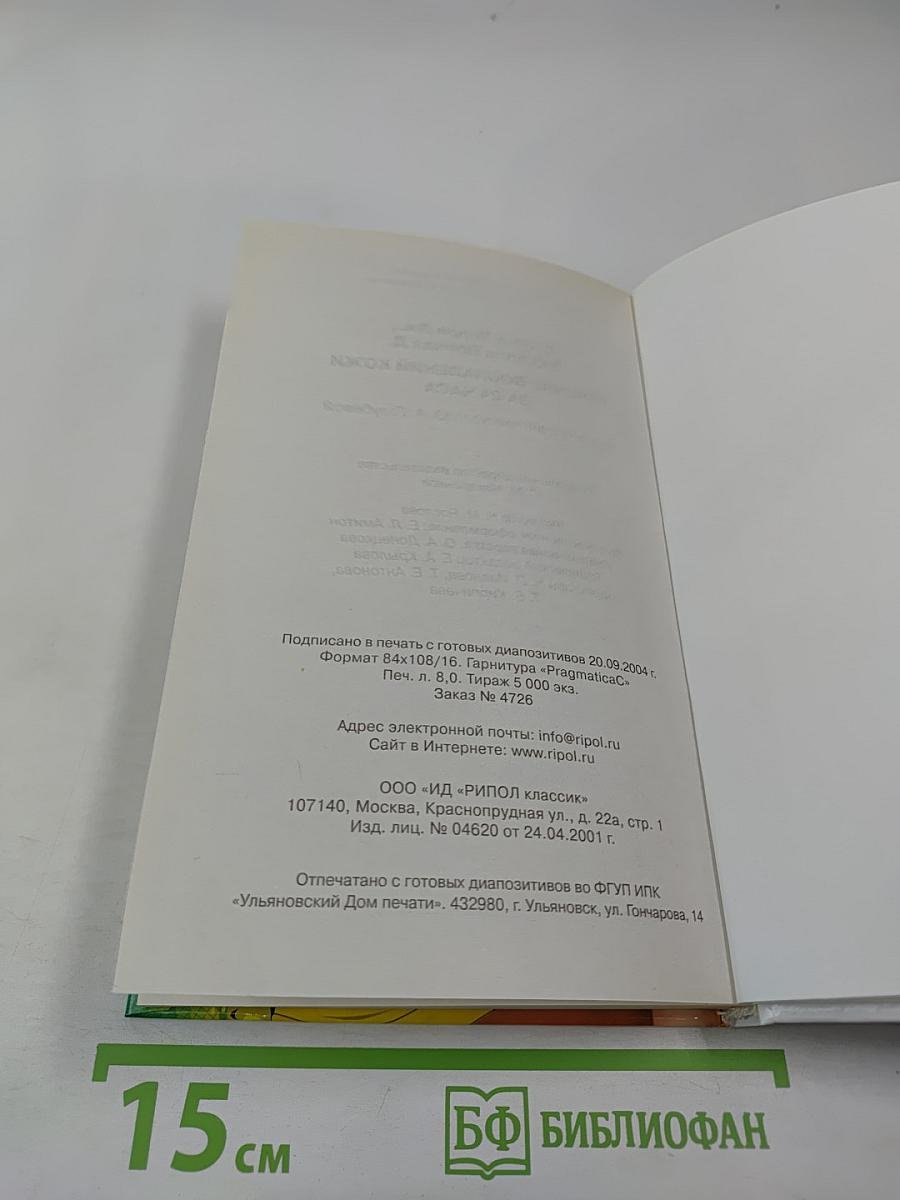 Подписано в печать с готовых диапозитивов 20.09.2004 г.
Формат 84х108/16. Гарнитура «PragmaticaC»
Печ. л. 8,0. Тираж 5 000 экз.
Заказ № 4726
Адрес электронной почты: info@ripol.ru
Сайт в Интернете: www.ripol.ru
ООО «ИД «РИПОЛ классик»
107140, Москва, Краснопрудная ул., д. 22а, стр. 1
Изд. лиц. № 04620 от 24.04.2001 г.
Отпечатано с готовых диапозитивов во ФГУП ИПК
«Ульяновский Дом печати». 432980, г. Ульяновск, ул. Гончарова, 14
15 см
БФ БИБЛИОФАН